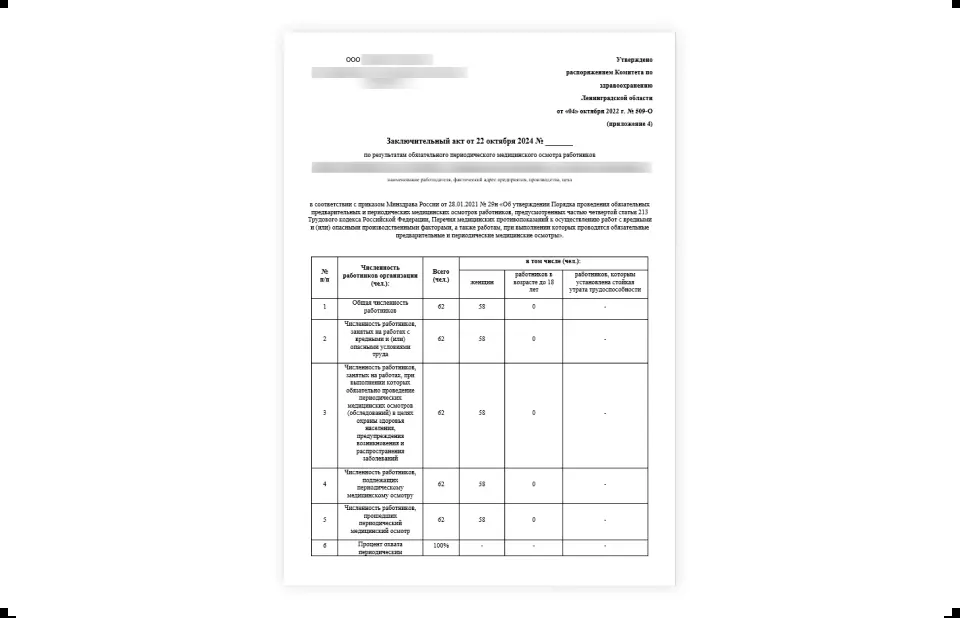 ООО
Утверждено
распоряжением Комитета по
здравоохранению
Ленинградской области
от «04» октября 2022 г. № 509-О
(приложение 4)
Заключительный акт от 22 октября 2024 № _______
по результатам обязательного периодического медицинского осмотра работников
наименование работодателя, фактический адрес предприятия, производства, цеха
в соответствии с приказом Минздрава России от 28.01.2021 № 29н «Об утверждении Порядка проведения обязательных
предварительных и периодических медицинских осмотров работников, предусмотренных частью четвертой статьи 213
Трудового кодекса Российской Федерации, Перечня медицинских противопоказаний к осуществлению работ с вредными
и (или) опасными производственными факторами, а также работам, при выполнении которых проводятся обязательные
предварительные и периодические медицинские осмотры».
№
п/п
Численность
работников организации
(чел.):
Всего
(чел.)
в том числе (чел.):
женщин
работников в
возрасте до 18
лет
работников, которым
установлена стойкая
утрата трудоспособности
1
Общая численность
работников
62
58
0
-
2
Численность работников,
занятых на работах с
вредными и (или)
опасными условиями
труда
62
58
0
-
3
Численность работников,
занятых на работах, при
выполнении которых
обязательно проведение
периодических
медицинских осмотров
(обследований) в целях
охраны здоровья
населения,
предупреждения
возникновения и
распространения
заболеваний
62
58
0
-
4
Численность работников,
подлежащих
периодическому
медицинскому осмотру
62
58
0
-
5
Численность работников,
прошедших
периодический
медицинский осмотр
62
58
0
-
6
Процент охвата
периодическим
100%
-
-
-